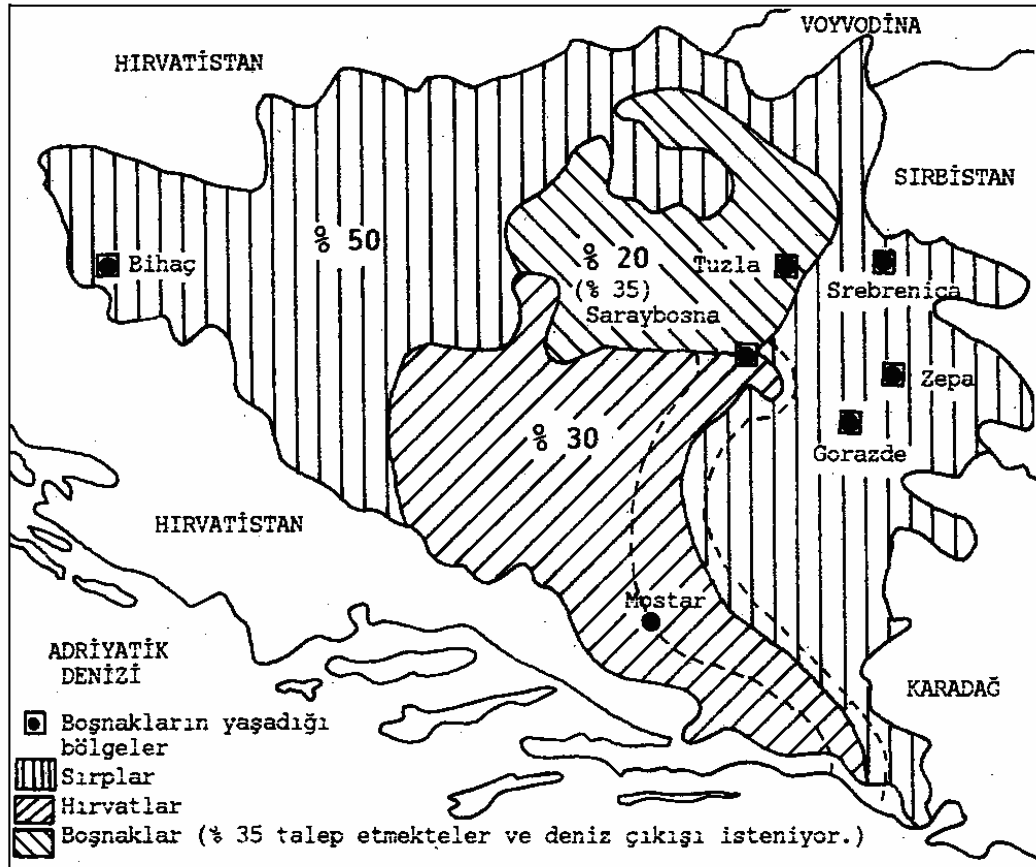 VOYVODİNA
HIRVATİSTAN
SIRBİSTAN
% 50
% 20
(% 35)
Bihaç
Tuzla
Srebrenica
Saraybosna
Zepa
% 30
Gorazde
HIRVATİSTAN
Mostar
ADRİYATİK
DENİZİ
KARADAĞ
Boşnakların yaşadığı
bölgeler
Sırplar
Hırvatlar
Boşnaklar (% 35 talep etmekteler ve deniz çıkışı isteniyor.)